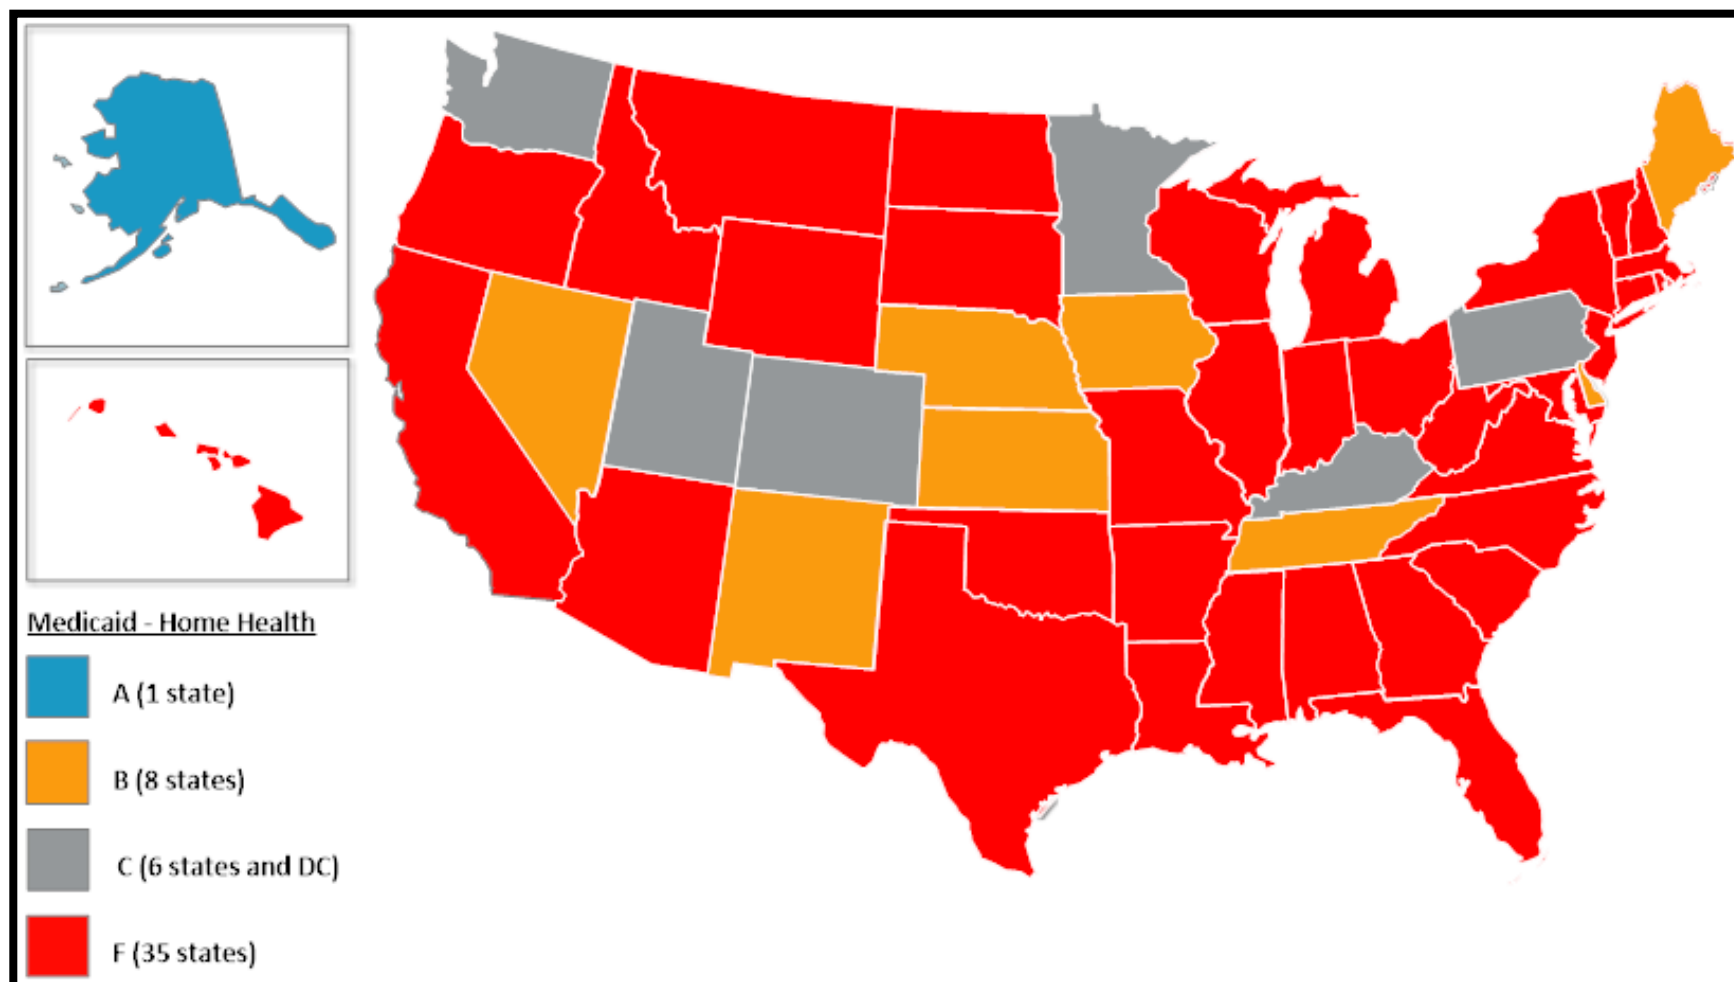 Medicaid - Home Health
A (1 state)
B (8 states)
C (6 states and DC)
F (35 states)